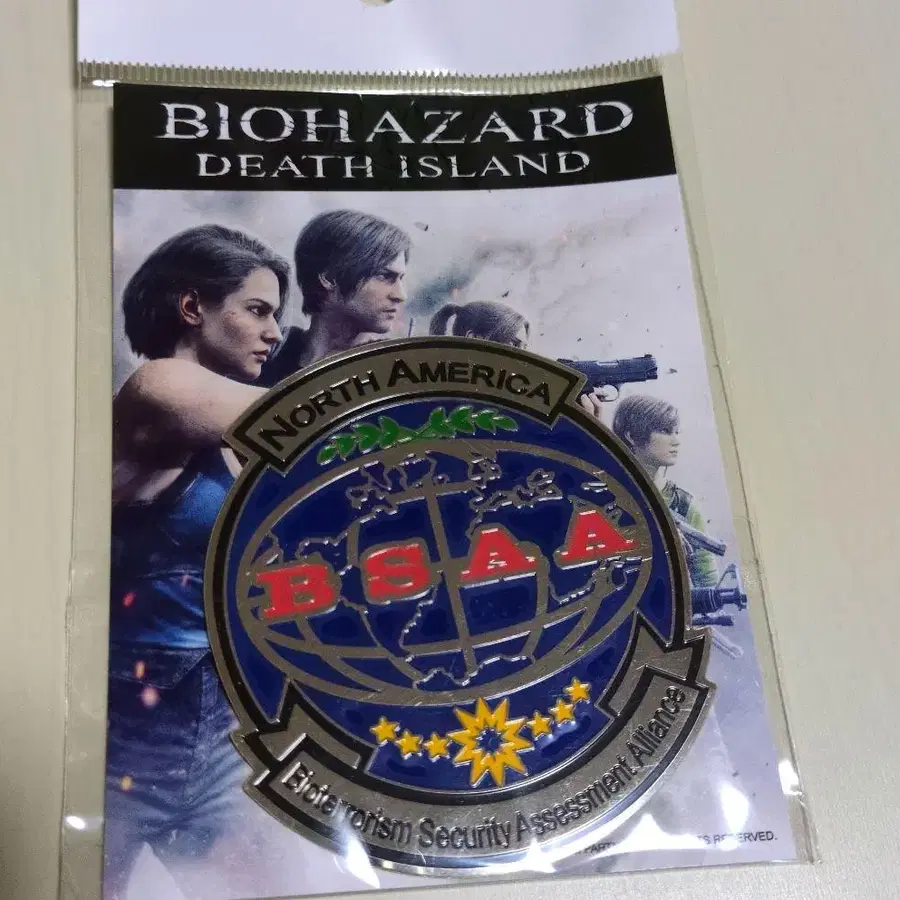 BIOHAZARD
DEATH ISLAND
NORTH AMERICA
BSAA
Bioterrorism Security Assessment Alliance
RESERVED.